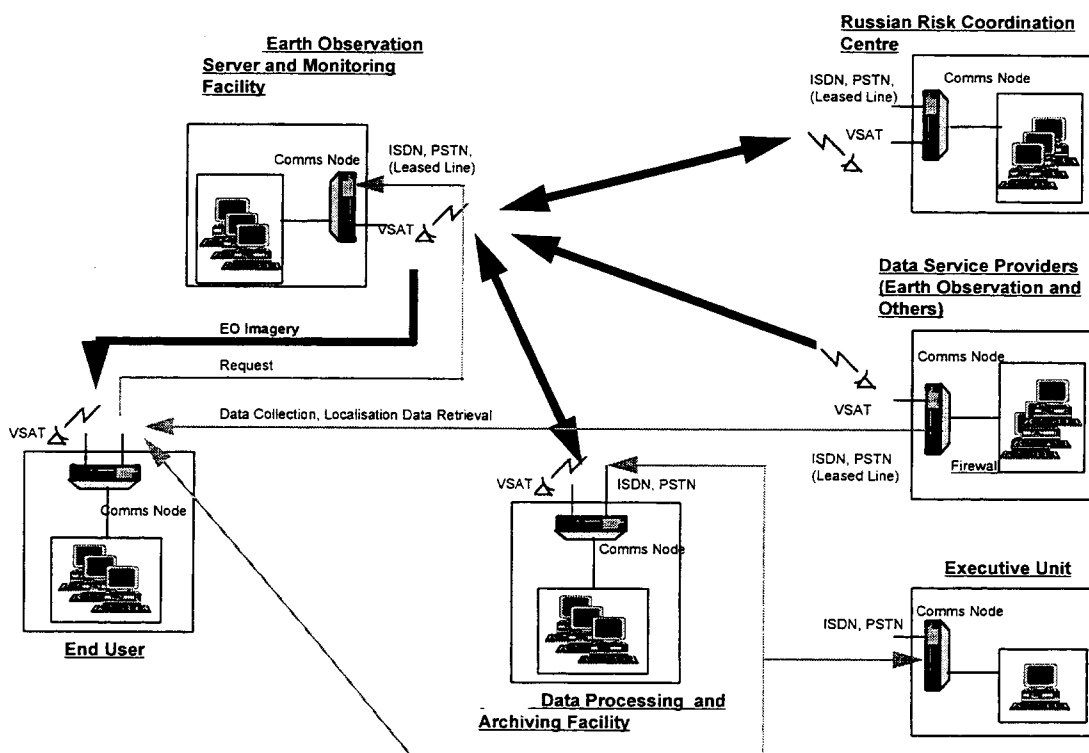 Earth Observation
Server and Monitoring
Facility
Comms Node
ISDN, PSTN,
(Leased Line)
VSAT
Russian Risk Coordination
Centre
ISDN, PSTN,
(Leased Line)
Comms Node
VSAT
Data Service Providers
(Earth Observation and
Others)
Comms Node
VSAT
ISDN, PSTN
(Leased Line)
Firewal
EO Imagery
Request
Data Collection, Localisation Data Retrieval
VSAT
Comms Node
End User
VSAT
ISDN, PSTN
Comms Node
Data Processing and
Archiving Facility
Executive Unit
Comms Node
ISDN, PSTN